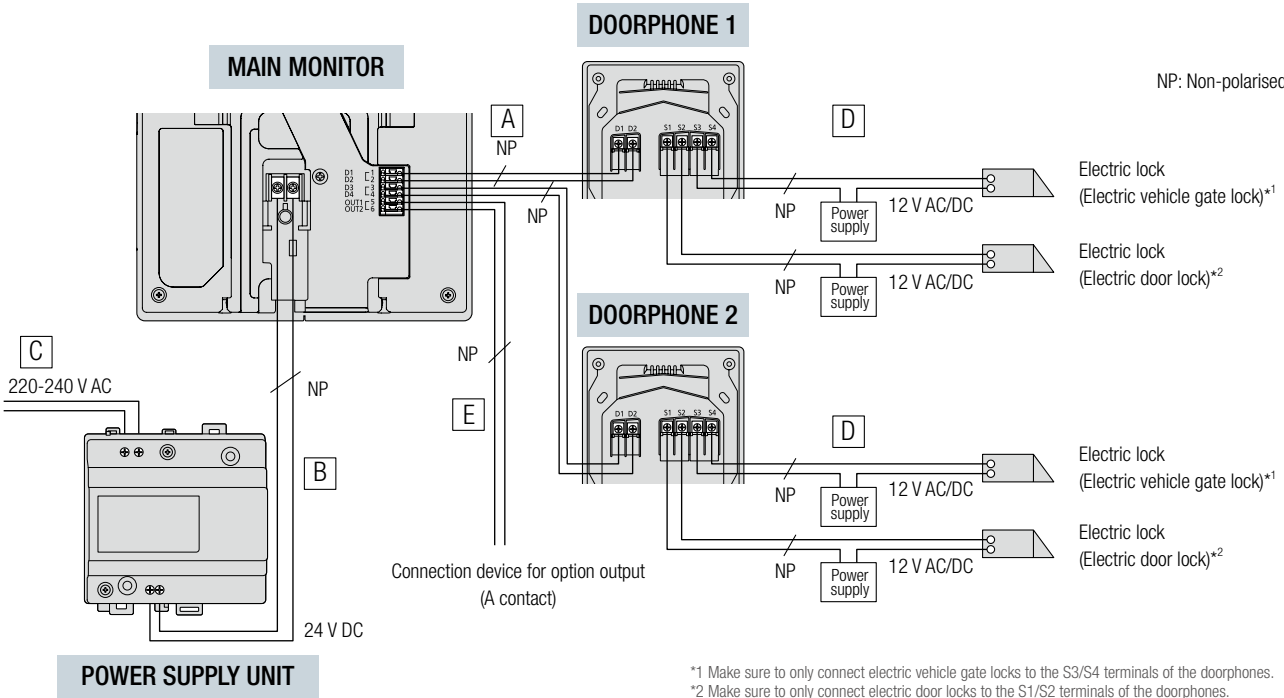 DOORPHONE 1
MAIN MONITOR
NP: Non-polarised
A
NP
D
D1 D2
S1 S2 S3 S4
D1
D2
D3
D4
OUT1
OUT2
1
2
3
4
5
6
NP
NP
Power
supply
12 V AC/DC
Electric lock
(Electric vehicle gate lock)*1
NP
Power
supply
12 V AC/DC
Electric lock
(Electric door lock)*2
DOORPHONE 2
C
220-240 V AC
NP
NP
E
B
D1 D2
S1 S2 S3 S4
D
NP
Power
supply
12 V AC/DC
Electric lock
(Electric vehicle gate lock)*1
NP
Power
supply
12 V AC/DC
Electric lock
(Electric door lock)*2
Connection device for option output
(A contact)
24 V DC
POWER SUPPLY UNIT
*1 Make sure to only connect electric vehicle gate locks to the S3/S4 terminals of the doorphones.
*2 Make sure to only connect electric door locks to the S1/S2 terminals of the doorphones.